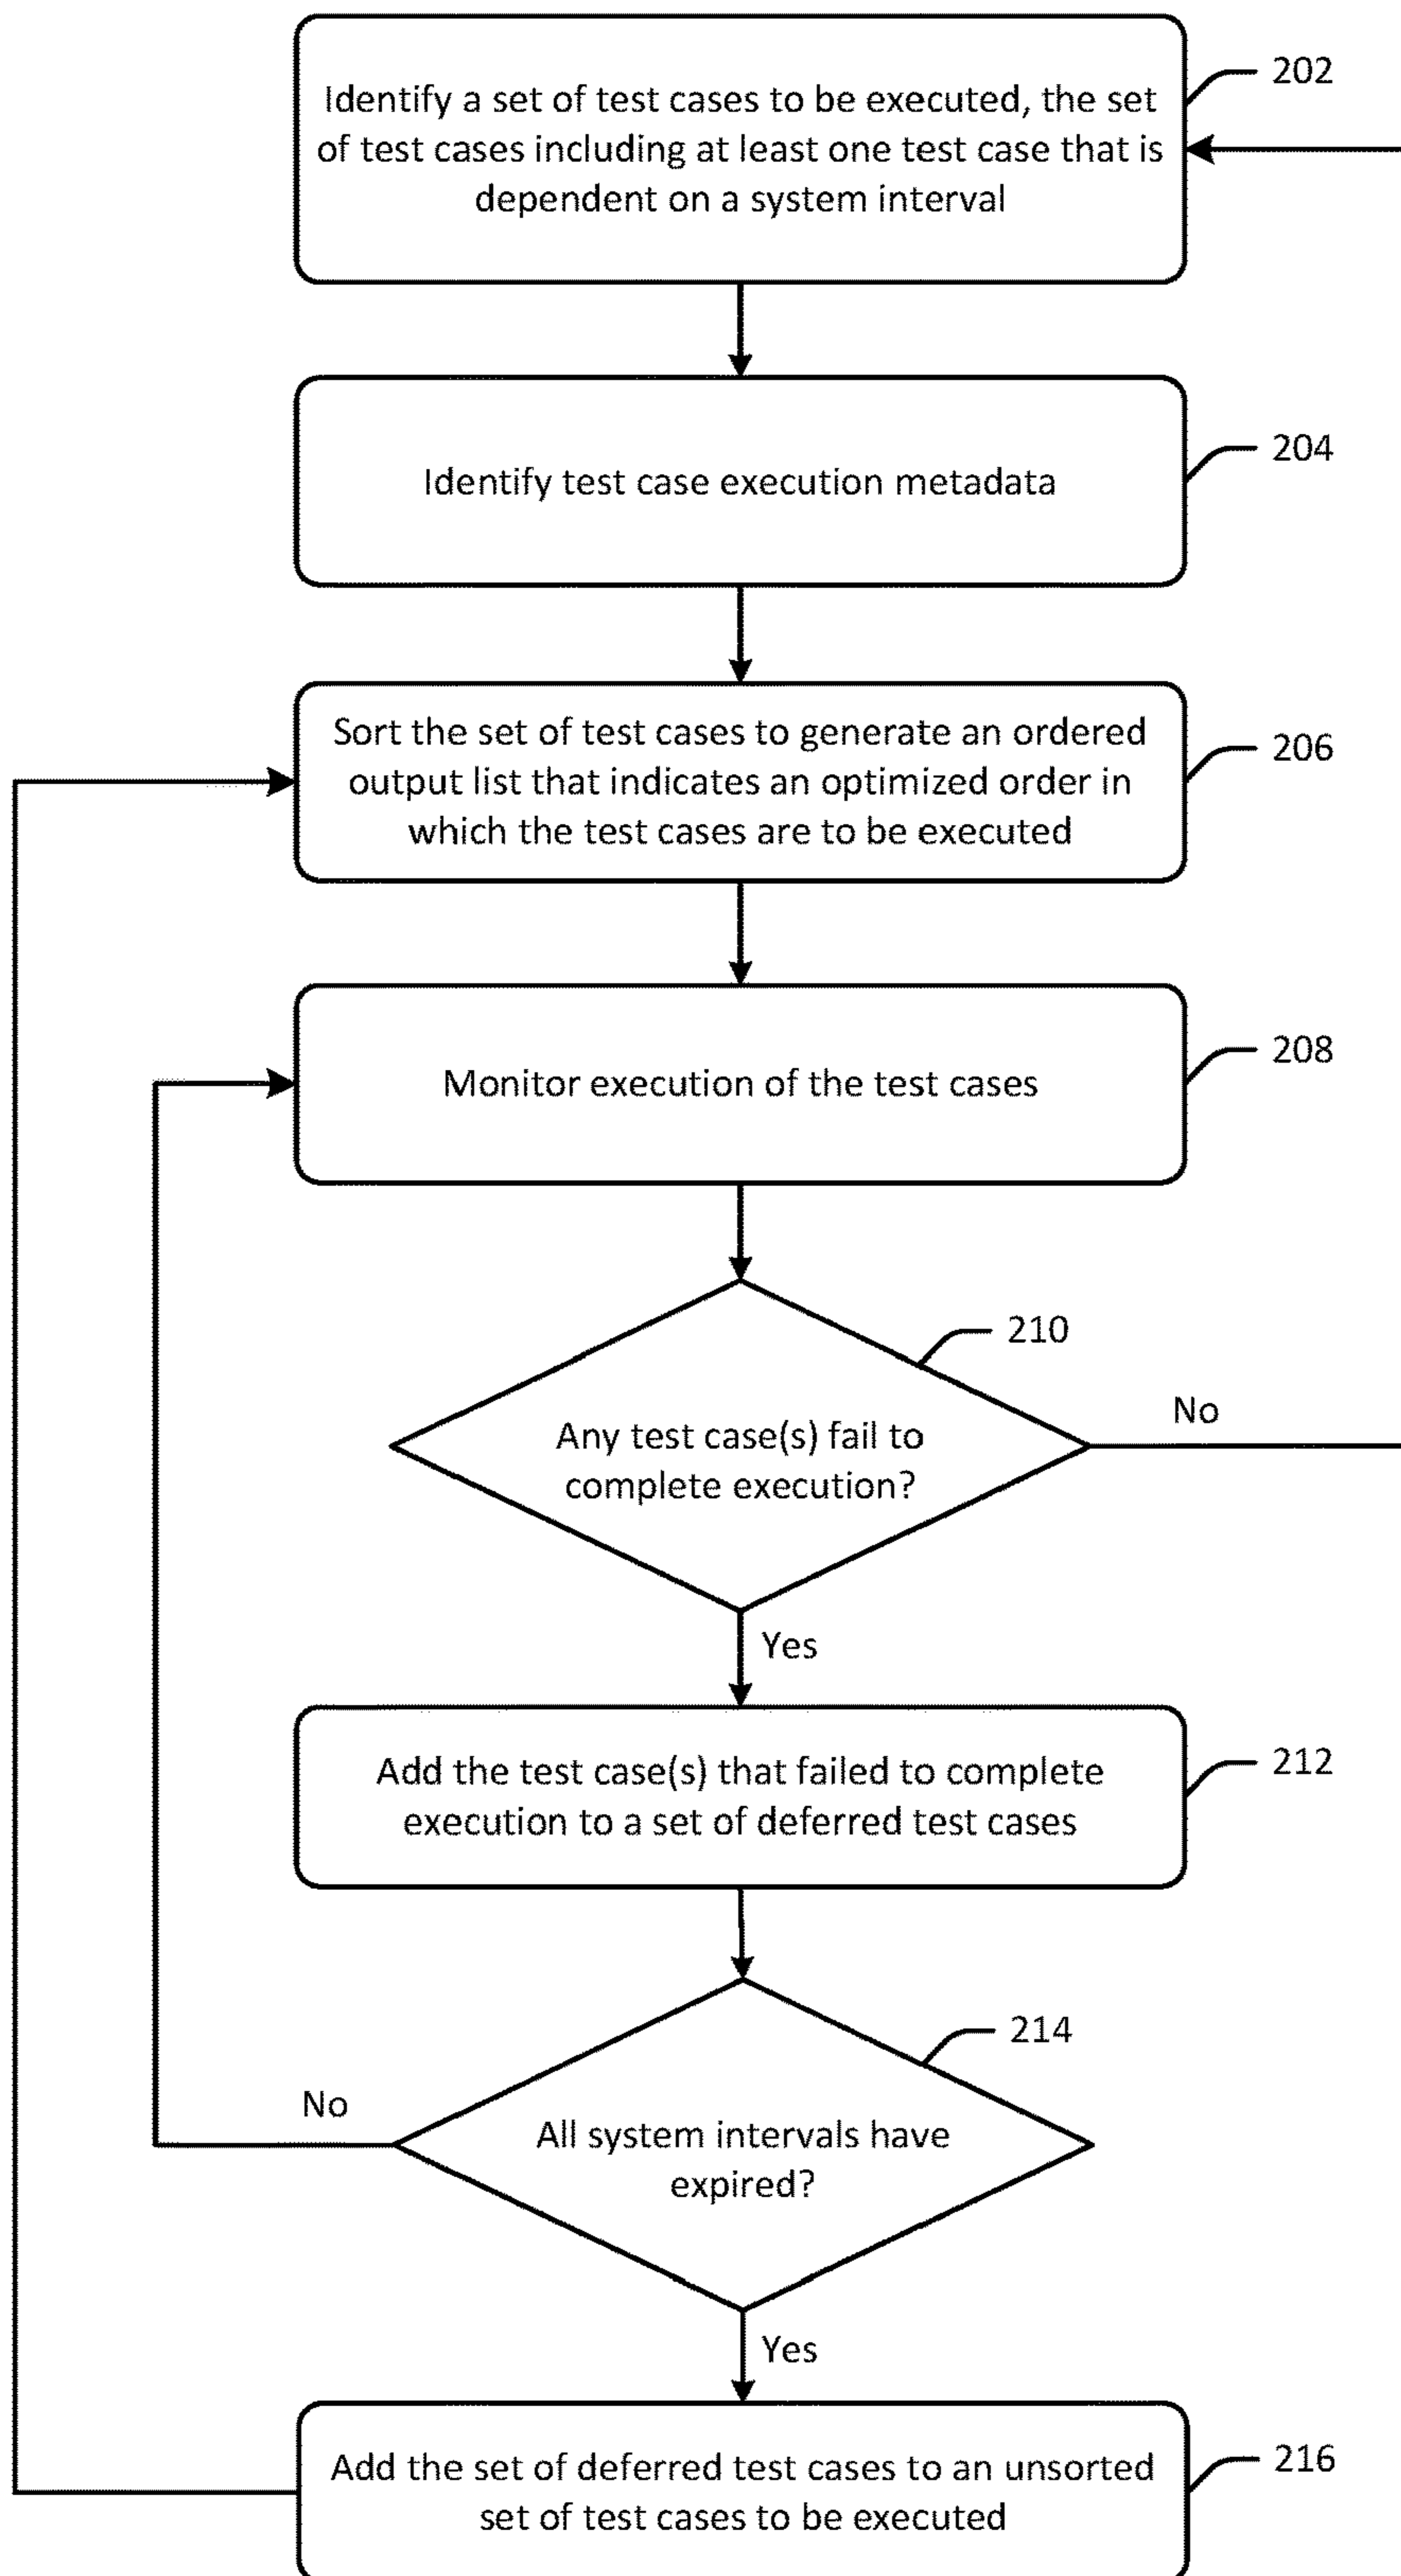 Identify a set of test cases to be executed, the set
of test cases including at least one test case that is
dependent on a system interval
202
Identify test case execution metadata
204
Sort the set of test cases to generate an ordered
output list that indicates an optimized order in
which the test cases are to be executed
206
Monitor execution of the test cases
208
210
Any test case(s) fail to
complete execution?
No
Yes
Add the test case(s) that failed to complete
execution to a set of deferred test cases
212
214
All system intervals have
expired?
No
Yes
Add the set of deferred test cases to an unsorted
set of test cases to be executed
216